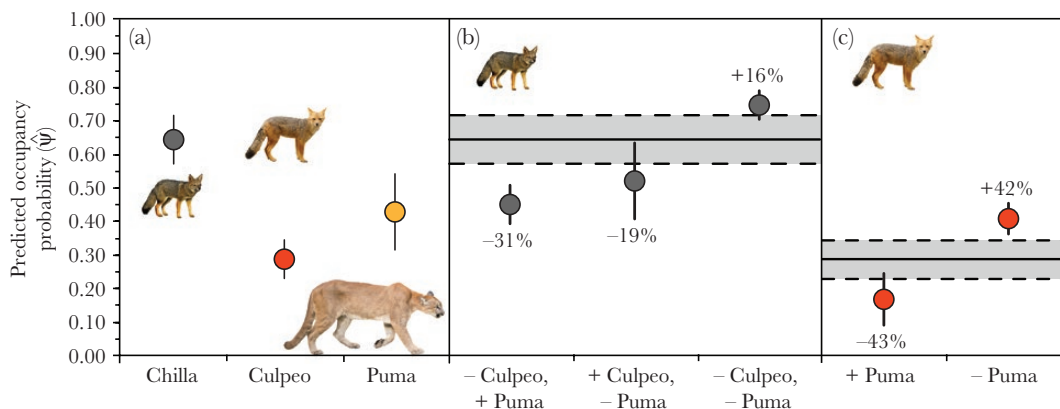 Predicted occupancy
probability (ψ̂)
1.00
0.90
0.80
0.70
0.60
0.50
0.40
0.30
0.20
0.10
0.00
(a)
Chilla
Culpeo
Puma
(b)
+16%
–31%
–19%
– Culpeo,
+ Puma
+ Culpeo,
– Puma
– Culpeo,
– Puma
(c)
+42%
–43%
+ Puma
– Puma